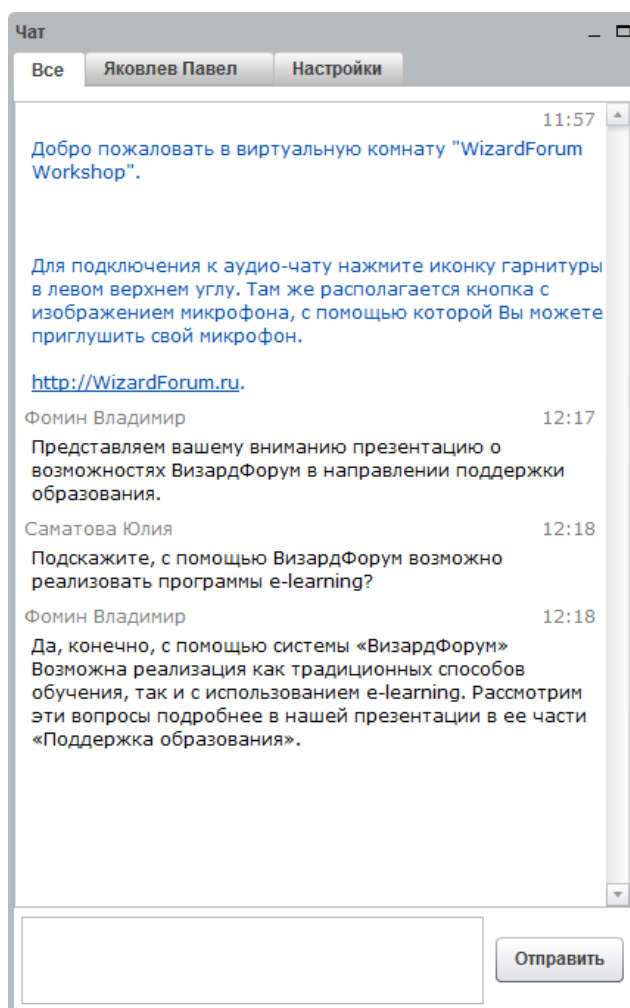 Чат
Все Яковлев Павел Настройки
11:57
Добро пожаловать в виртуальную комнату "WizardForum
Workshop".
Для подключения к аудио-чату нажмите иконку гарнитуры
в левом верхнем углу. Там же располагается кнопка с
изображением микрофона, с помощью которой Вы можете
приглушить свой микрофон.
http://WizardForum.ru.
Фомин Владимир 12:17
Представляем вашему вниманию презентацию о
возможностях ВизардФорум в направлении поддержки
образования.
Саматова Юлия 12:18
Подскажите, с помощью ВизардФорум возможно
реализовать программы e-learning?
Фомин Владимир 12:18
Да, конечно, с помощью системы «ВизардФорум»
Возможна реализация как традиционных способов
обучения, так и с использованием e-learning. Рассмотрим
эти вопросы подробнее в нашей презентации в ее части
«Поддержка образования».
Отправить